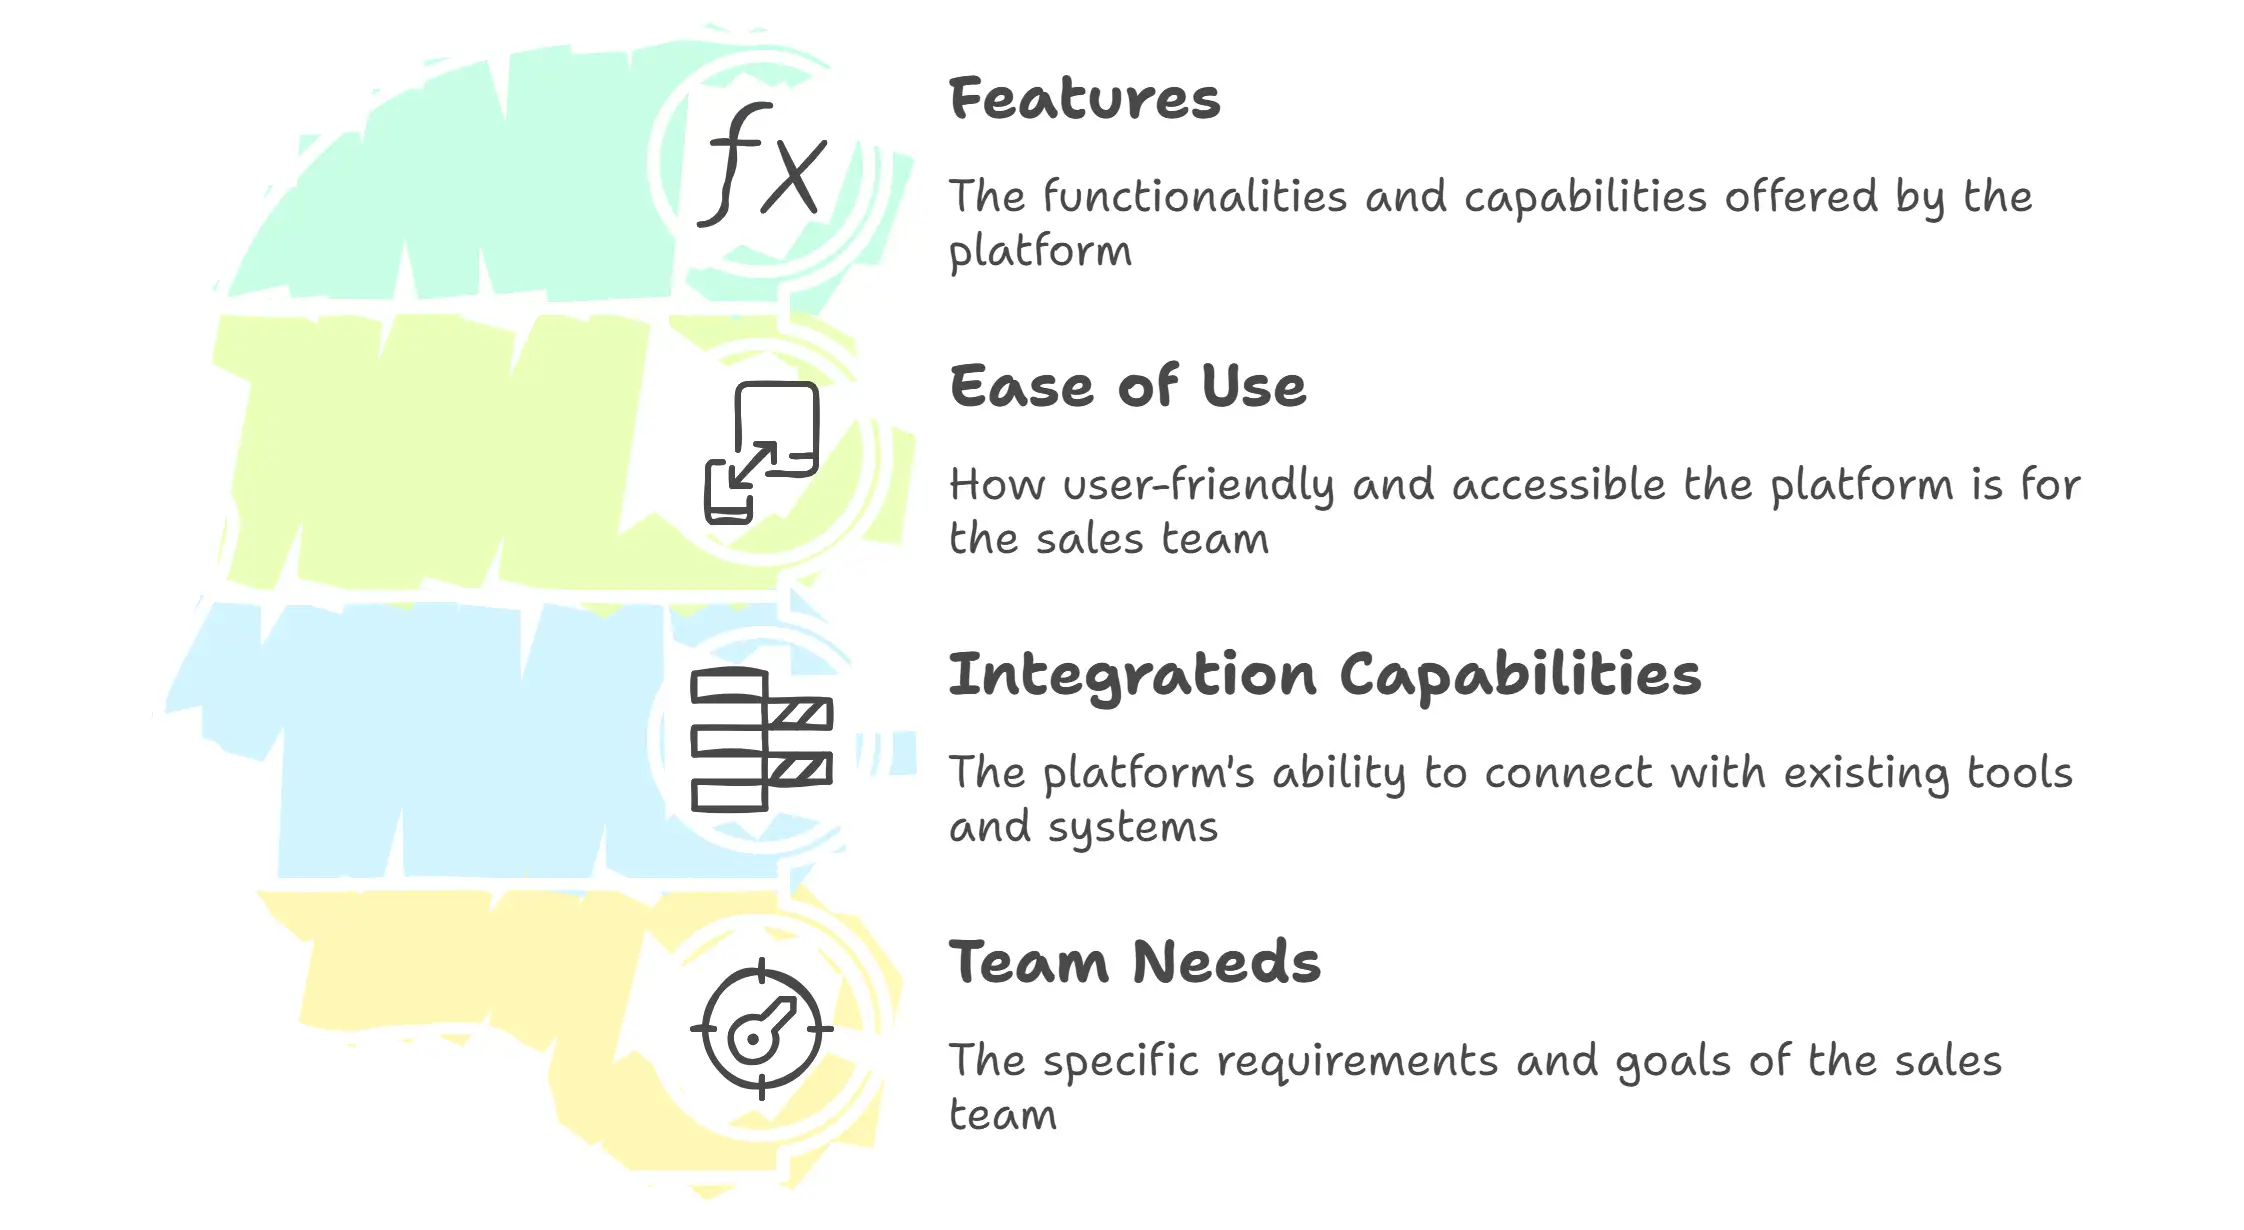 fx
Features
The functionalities and capabilities offered by the
platform
Ease of Use
How user-friendly and accessible the platform is for
the sales team
Integration Capabilities
The platform's ability to connect with existing tools
and systems
Team Needs
The specific requirements and goals of the sales
team